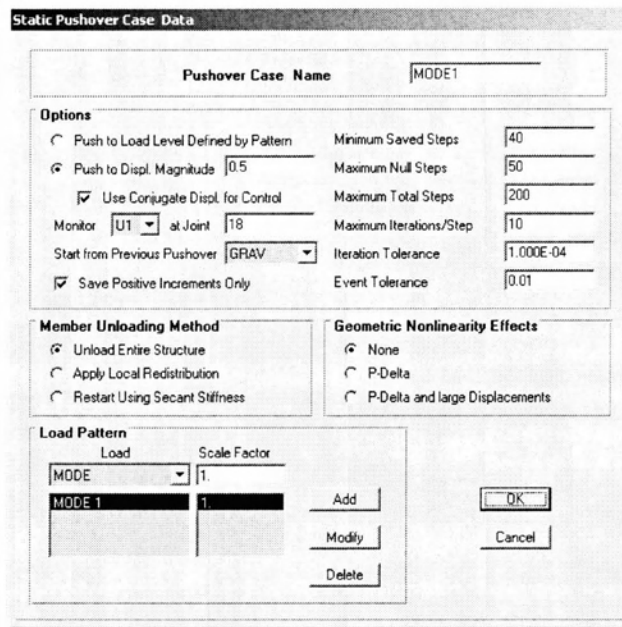 Static Pushover Case Data
Pushover Case Name MODE1
Options
Push to Load Level Defined by Pattern
Push to Displ. Magnitude 0.5
Use Conjugate Displ. for Control
Monitor U1 at Joint 18
Start from Previous Pushover GRAV
Save Positive Increments Only
Minimum Saved Steps 40
Maximum Null Steps 50
Maximum Total Steps 200
Maximum Iterations/Step 10
Iteration Tolerance 1.000E-04
Event Tolerance 0.01
Member Unloading Method
Unload Entire Structure
Apply Local Redistribution
Restart Using Secant Stiffness
Geometric Nonlinearity Effects
None
P-Delta
P-Delta and large Displacements
Load Pattern
Load Scale Factor
MODE 1.
MODE 1 1.
Add
Modify
Delete
OK
Cancel